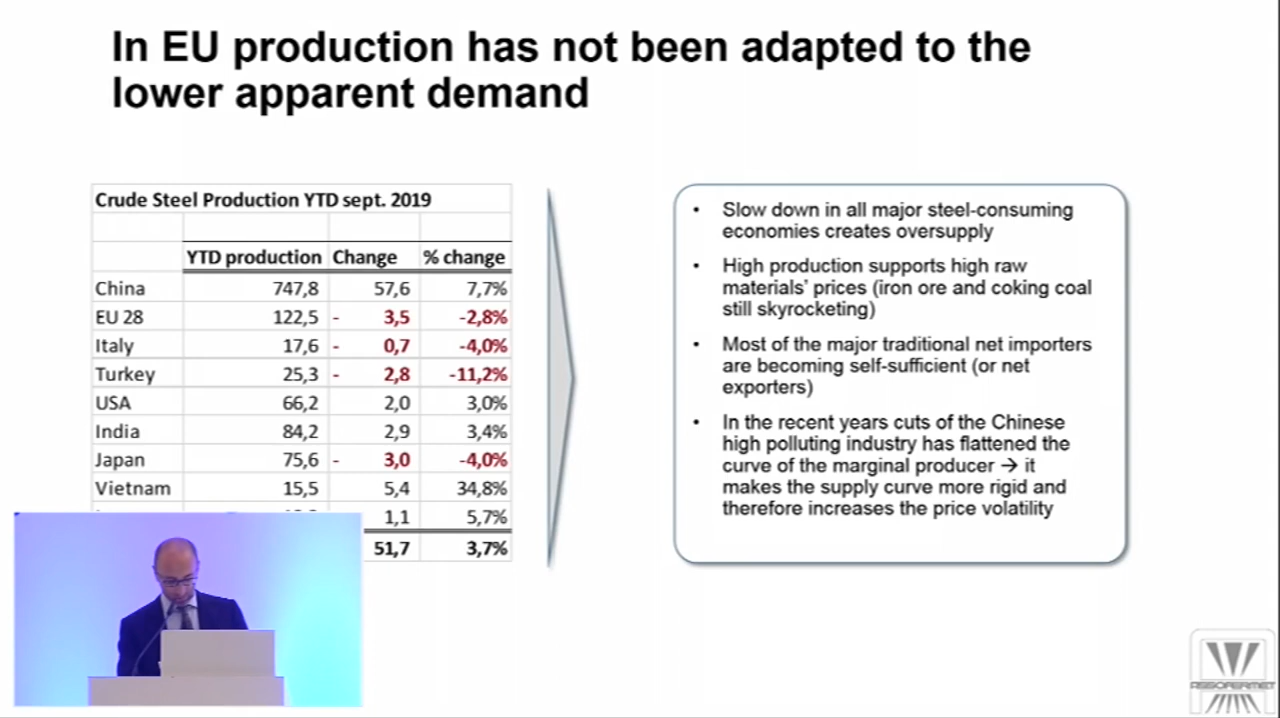 In EU production has not been adapted to the
lower apparent demand
Crude Steel Production YTD sept. 2019
YTD production Change % change
China 747,8 57,6 7,7%
EU 28 122,5 - 3,5 -2,8%
Italy 17,6 - 0,7 -4,0%
Turkey 25,3 - 2,8 -11,2%
USA 66,2 2,0 3,0%
India 84,2 2,9 3,4%
Japan 75,6 - 3,0 -4,0%
Vietnam 15,5 5,4 34,8%
1,1 5,7%
51,7 3,7%
• Slow down in all major steel-consuming
economies creates oversupply
• High production supports high raw
materials' prices (iron ore and coking coal
still skyrocketing)
• Most of the major traditional net importers
are becoming self-sufficient (or net
exporters)
• In the recent years cuts of the Chinese
high polluting industry has flattened the
curve of the marginal producer → it
makes the supply curve more rigid and
therefore increases the price volatility
ASSOFERMET